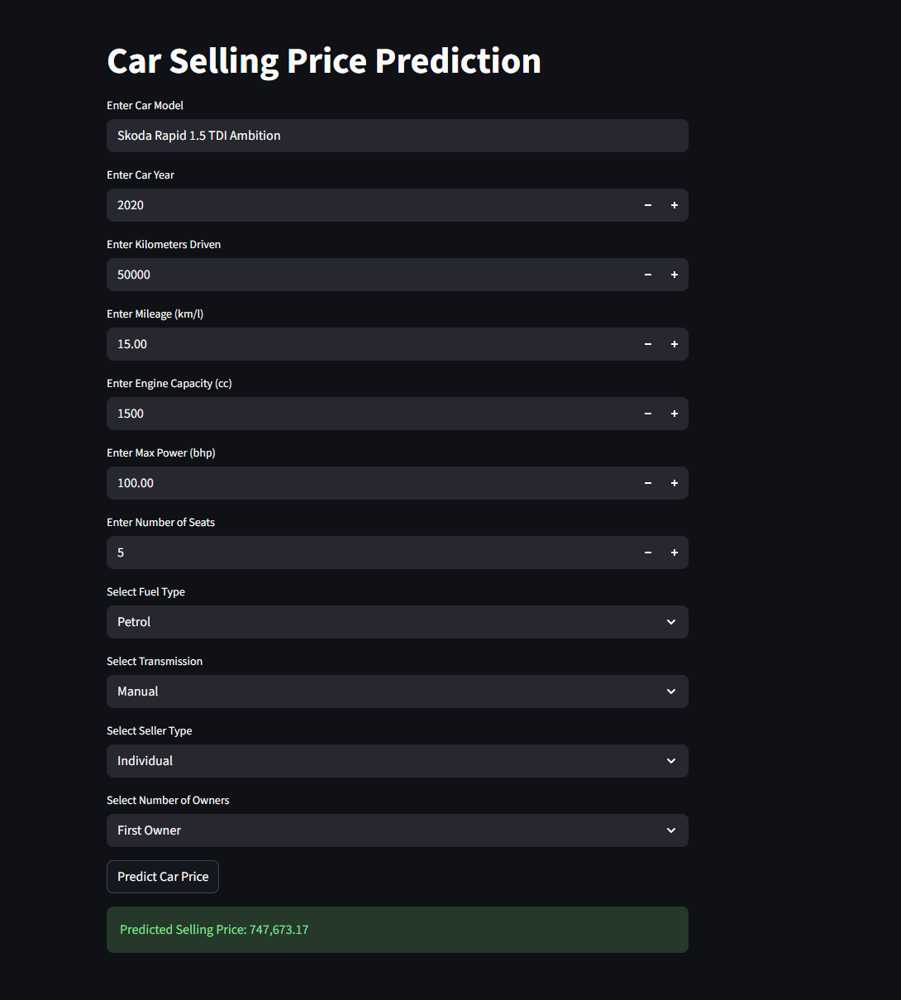 Car Selling Price Prediction
Enter Car Model
Skoda Rapid 1.5 TDI Ambition
Enter Car Year
2020
Enter Kilometers Driven
50000
Enter Mileage (km/l)
15.00
Enter Engine Capacity (cc)
1500
Enter Max Power (bhp)
100.00
Enter Number of Seats
5
Select Fuel Type
Petrol
Select Transmission
Manual
Select Seller Type
Individual
Select Number of Owners
First Owner
Predict Car Price
Predicted Selling Price: 747,673.17